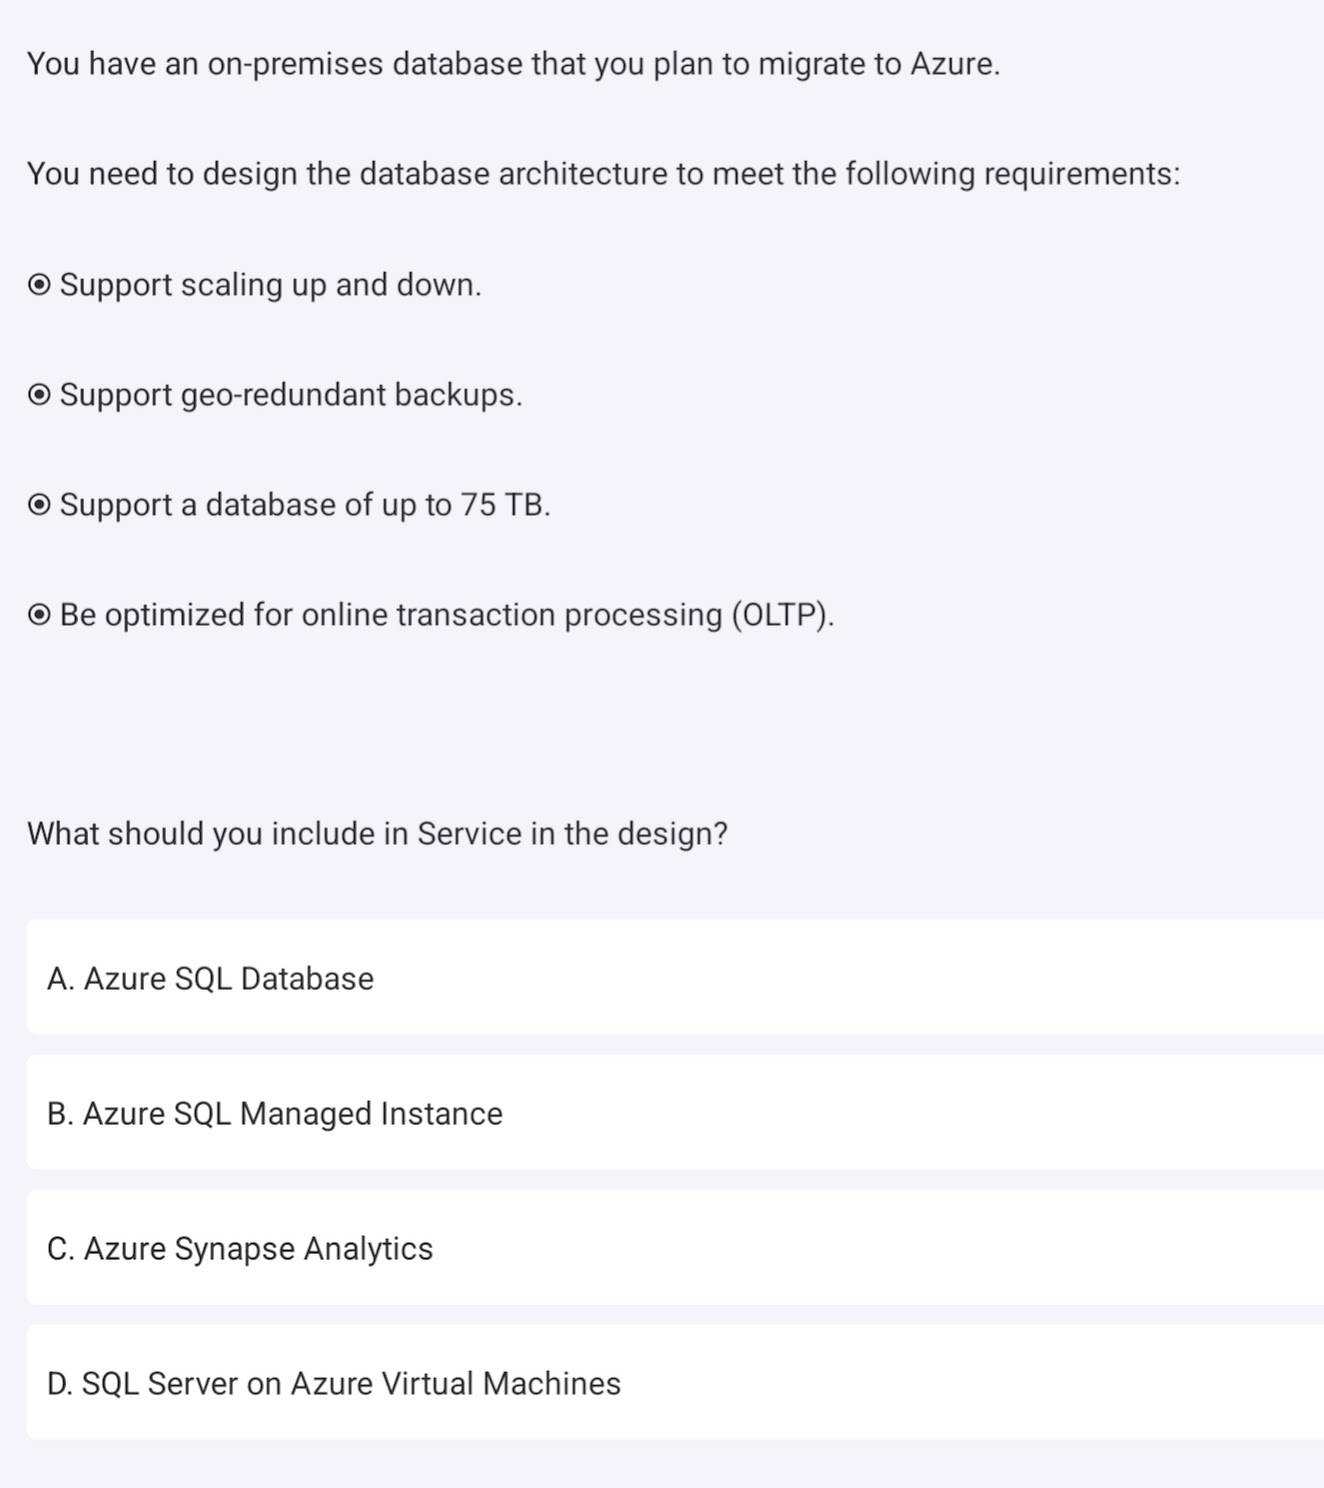 You have an on-premises database that you plan to migrate to Azure.
You need to design the database architecture to meet the following requirements:
Support scaling up and down.
Support geo-redundant backups.
Support a database of up to 75 TB.
Be optimized for online transaction processing (OLTP).
What should you include in Service in the design?
A. Azure SQL Database
B. Azure SQL Managed Instance
C. Azure Synapse Analytics
D. SQL Server on Azure Virtual Machines